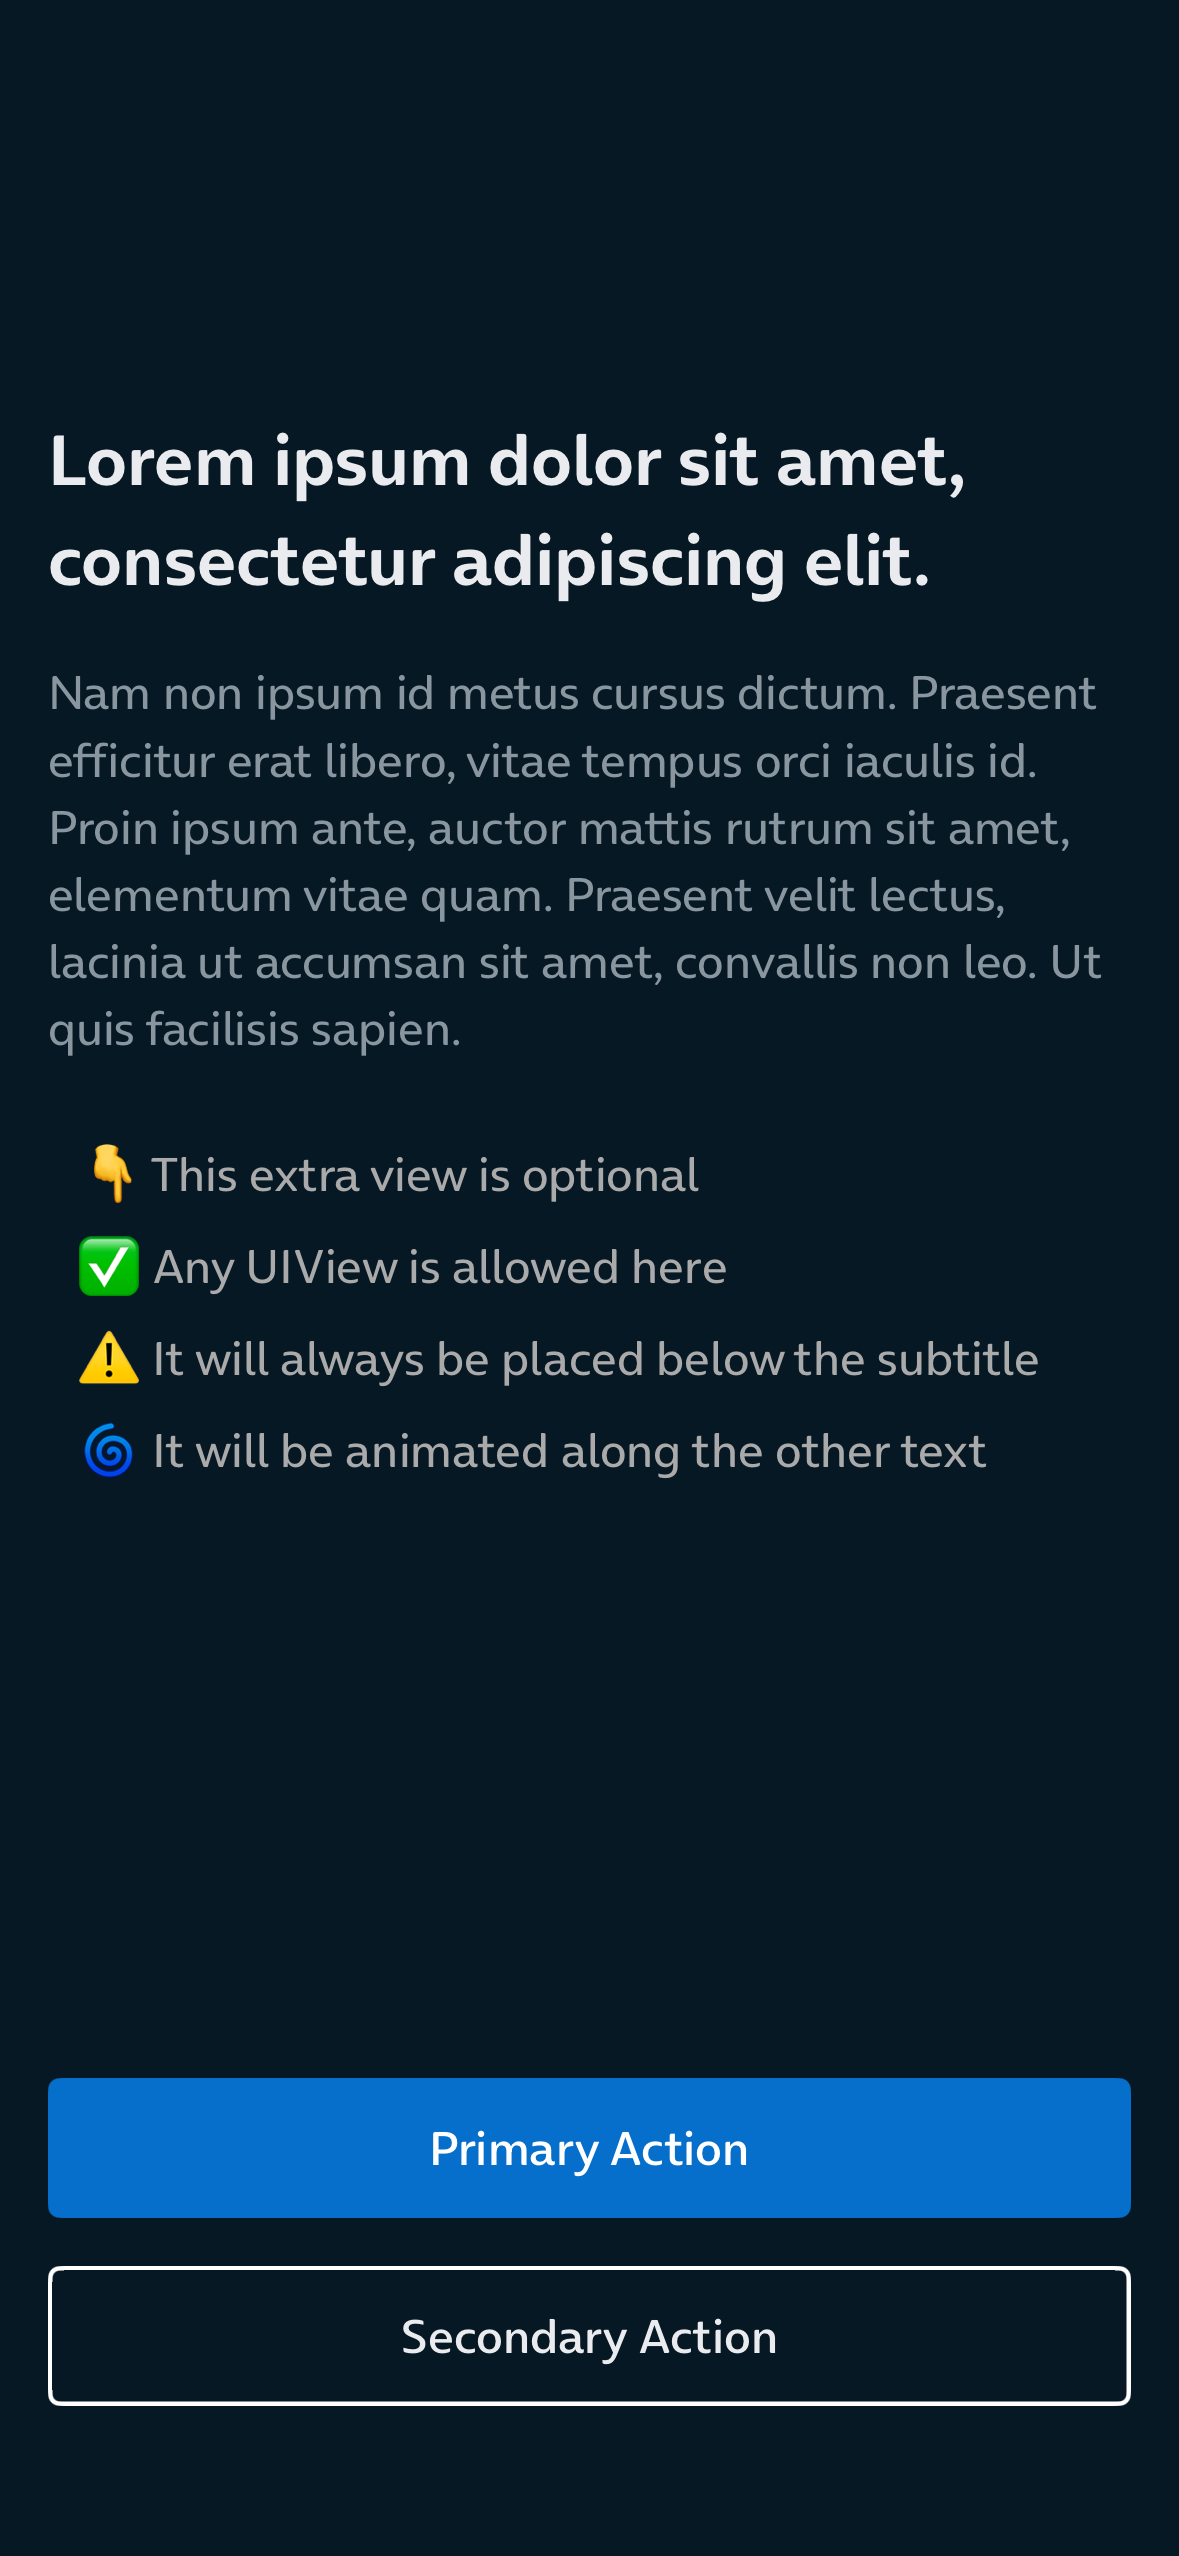 Lorem ipsum dolor sit amet,
consectetur adipiscing elit.
Nam non ipsum id metus cursus dictum. Praesent
efficitur erat libero, vitae tempus orci iaculis id.
Proin ipsum ante, auctor mattis rutrum sit amet,
elementum vitae quam. Praesent velit lectus,
lacinia ut accumsan sit amet, convallis non leo. Ut
quis facilisis sapien.
👇 This extra view is optional
✅ Any UIView is allowed here
⚠️ It will always be placed below the subtitle
🌀 It will be animated along the other text
Primary Action
Secondary Action